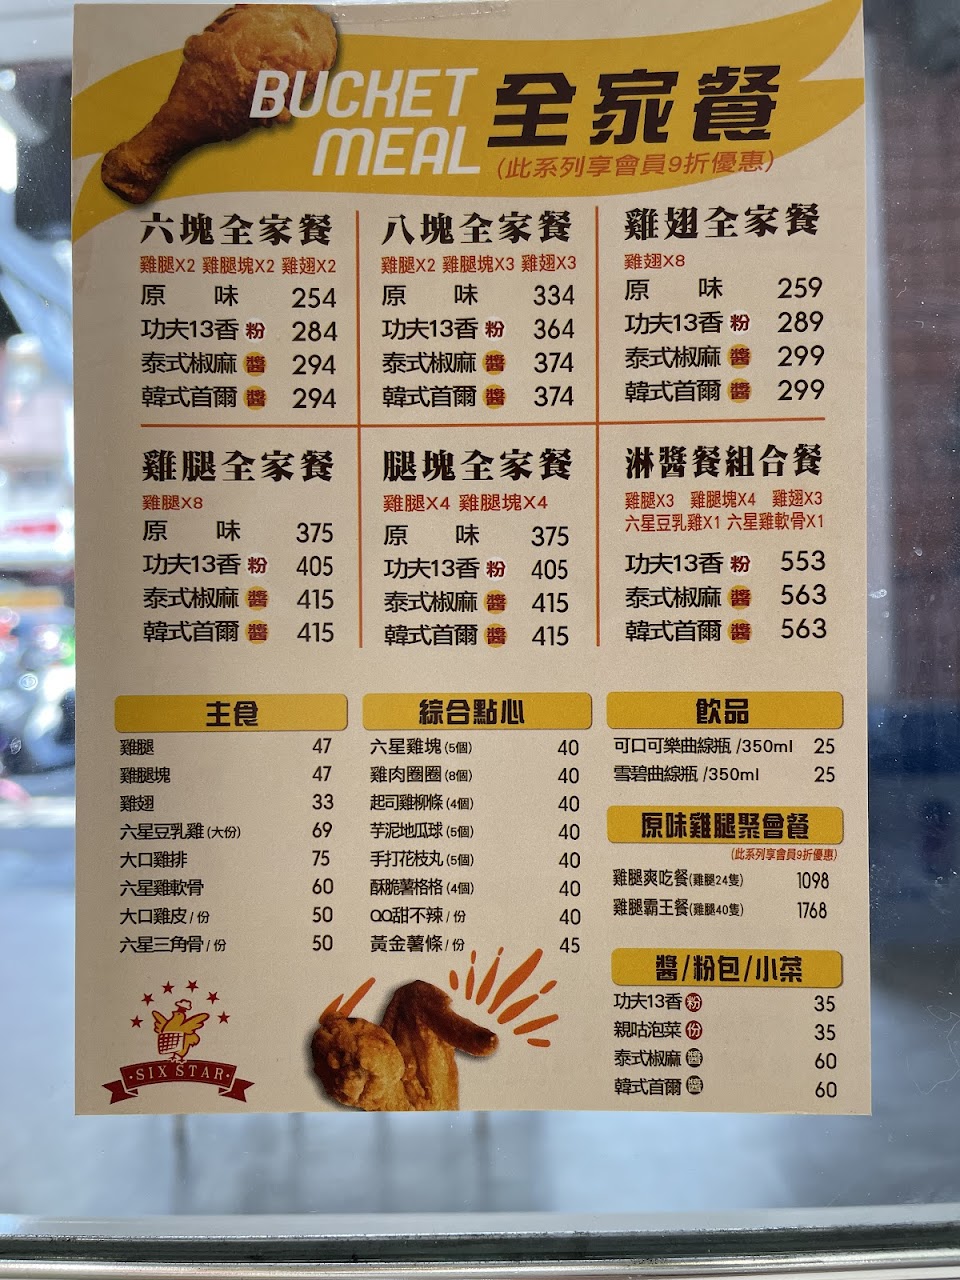 BUCKET MEAL 全家餐
(此系列享會員9折優惠)
六塊全家餐
雞腿X2 雞腿塊X2 雞翅X2
原 味 254
功夫13香 粉 284
泰式椒麻 醬 294
韓式首爾 醬 294
八塊全家餐
雞腿X2 雞腿塊X3 雞翅X3
原 味 334
功夫13香 粉 364
泰式椒麻 醬 374
韓式首爾 醬 374
雞翅全家餐
雞翅X8
原 味 259
功夫13香 粉 289
泰式椒麻 醬 299
韓式首爾 醬 299
雞腿全家餐
雞腿X8
原 味 375
功夫13香 粉 405
泰式椒麻 醬 415
韓式首爾 醬 415
腿塊全家餐
雞腿X4 雞腿塊X4
原 味 375
功夫13香 粉 405
泰式椒麻 醬 415
韓式首爾 醬 415
淋醬餐組合餐
雞腿X3 雞腿塊X4 雞翅X3
六星豆乳雞X1 六星雞軟骨X1
功夫13香 粉 553
泰式椒麻 醬 563
韓式首爾 醬 563
主食
雞腿 47
雞腿塊 47
雞翅 33
六星豆乳雞(大份) 69
大口雞排 75
六星雞軟骨 60
大口雞皮/份 50
六星三角骨/份 50
綜合點心
六星雞塊(5個) 40
雞肉圈圈(8個) 40
起司雞柳條(4個) 40
芋泥地瓜球(5個) 40
手打花枝丸(5個) 40
酥脆薯格格(4個) 40
QQ甜不辣/份 40
黃金薯條/份 45
飲品
可口可樂曲線瓶/350ml 25
雪碧曲線瓶/350ml 25
原味雞腿聚會餐
(此系列享會員9折優惠)
雞腿爽吃餐(雞腿24隻) 1098
雞腿霸王餐(雞腿40隻) 1768
醬/粉包/小菜
功夫13香 粉 35
親咕泡菜 份 35
泰式椒麻 醬 60
韓式首爾 醬 60
SIX STAR